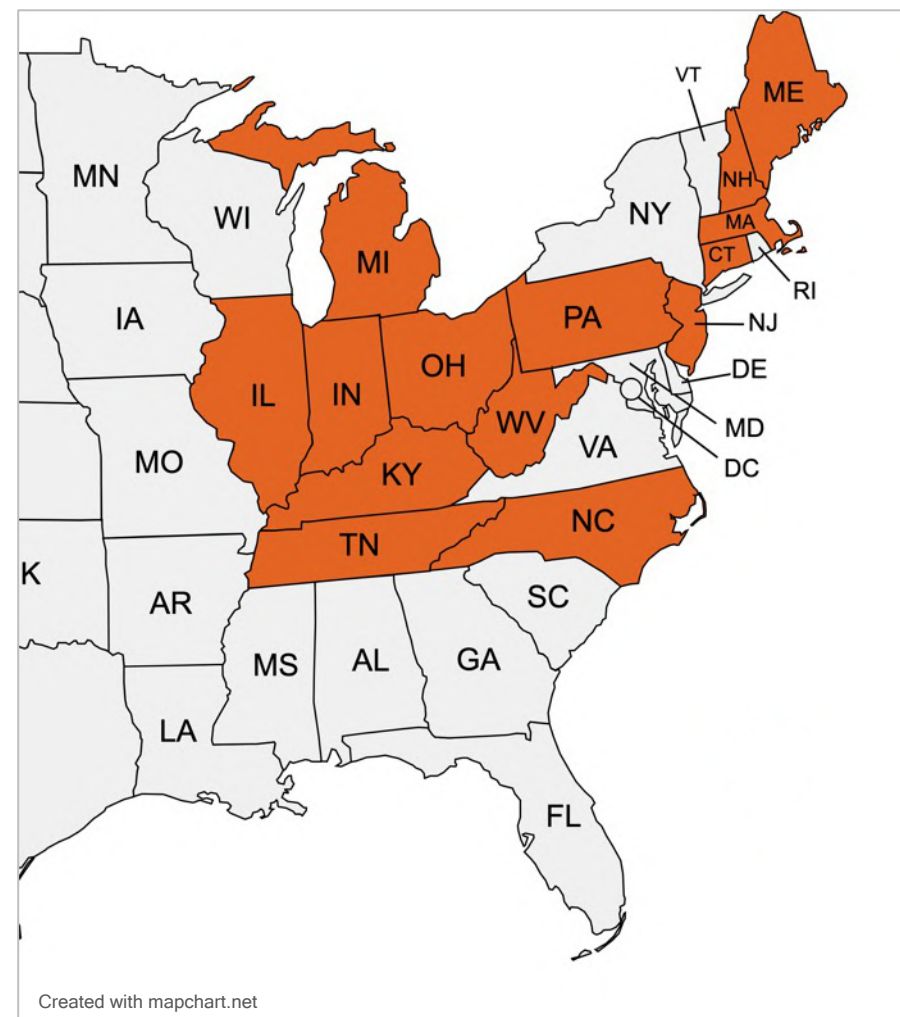 VT
ME
MN
NH
WI
NY
MA
MI
CT
RI
IA
PA
NJ
OH
DE
IL
IN
WV
MD
VA
MO
DC
KY
NC
TN
K
SC
AR
MS
AL
GA
LA
FL
Created with mapchart.net